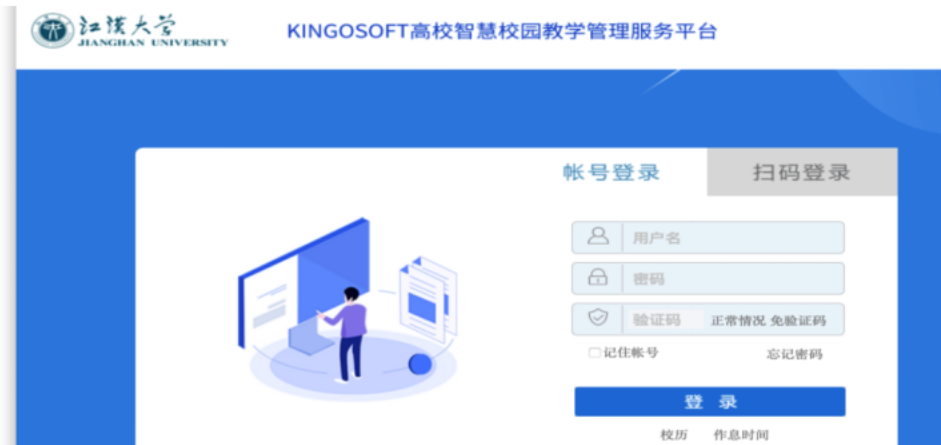 江漢大学
JIANGHAN UNIVERSITY
KINGOSOFT高校智慧校园教学管理服务平台
帐号登录 扫码登录
用户名
密码
验证码 正常情况 免验证码
记住帐号 忘记密码
登 录
校历 作息时间